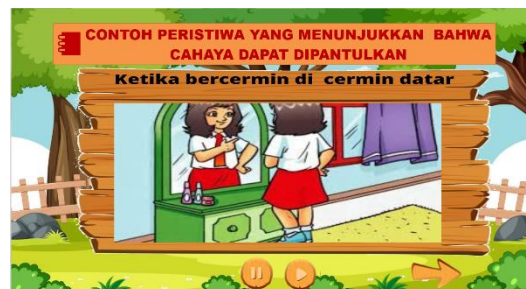 CONTOH PERISTIWA YANG MENUNJUKKAN BAHWA
CAHAYA DAPAT DIPANTULKAN
Ketika bercermin di cermin datar